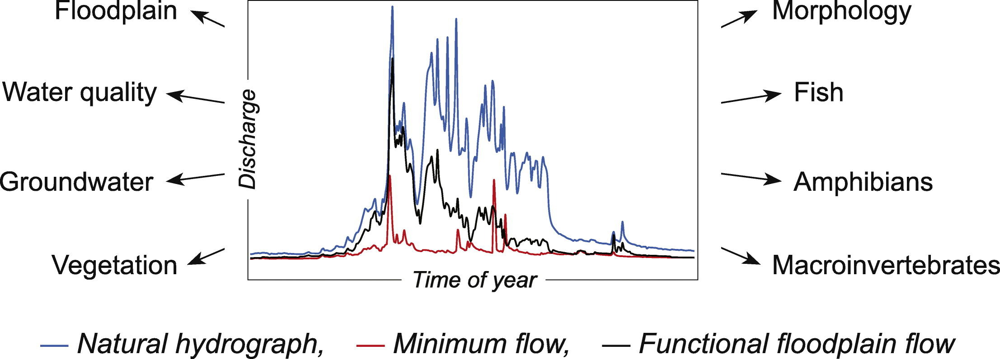 Floodplain
Water quality
Groundwater
Vegetation
Discharge
Time of year
Morphology
Fish
Amphibians
Macroinvertebrates
Natural hydrograph, Minimum flow, Functional floodplain flow